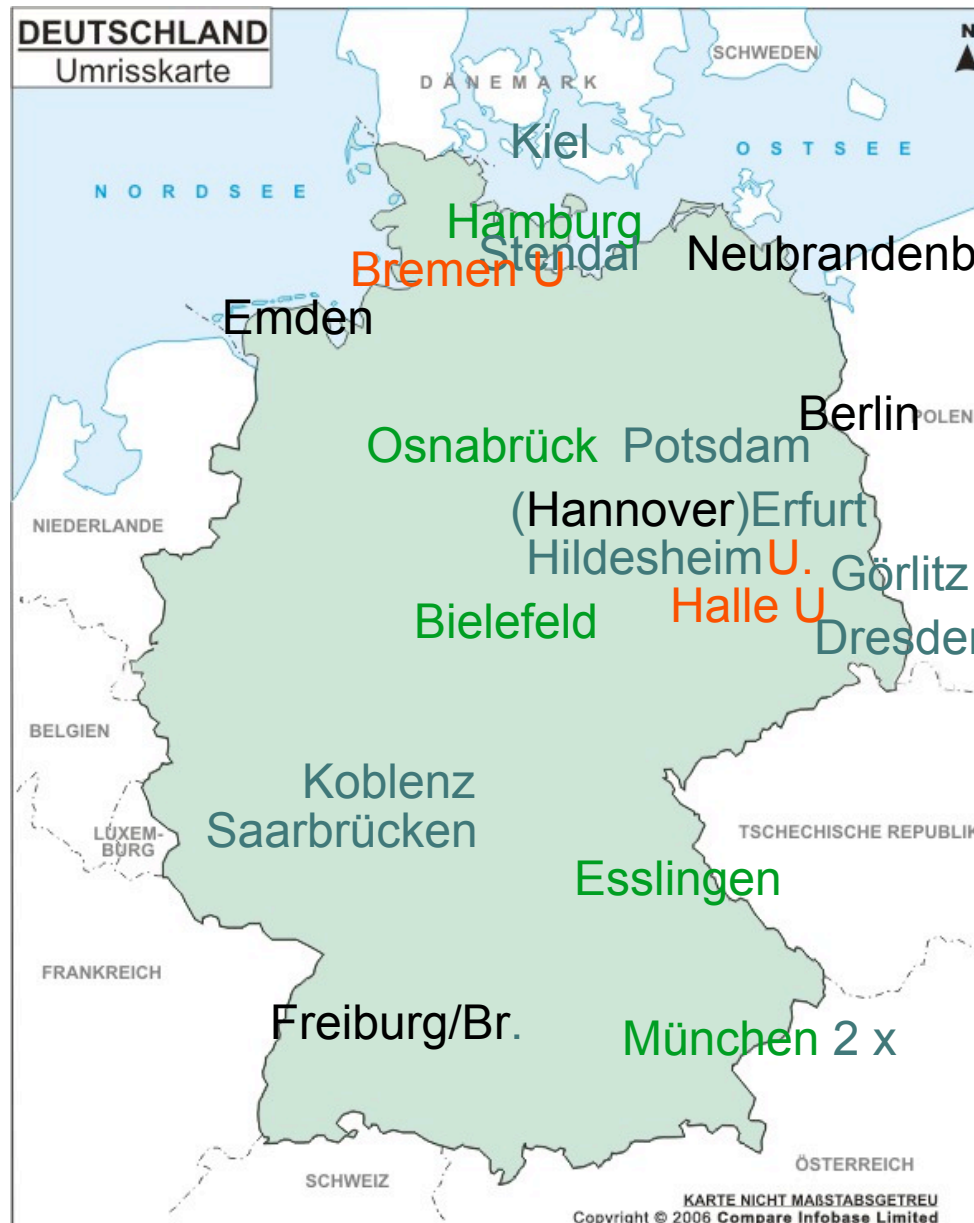 DEUTSCHLAND
Umrisskarte
N
SCHWEDEN
DÄNEMARK
Kiel
OSTSEE
NORDSEE
Hamburg
Stendal
Neubrandenb
Bremen U
Emden
Berlin
POLEN
Osnabrück
Potsdam
(Hannover)
Erfurt
NIEDERLANDE
Hildesheim U.
Görlitz
Halle U
Bielefeld
Dresden
BELGIEN
Koblenz
Saarbrücken
LUXEM-
BURG
TSCHECHISCHE REPUBLIK
Esslingen
FRANKREICH
Freiburg/Br.
München 2 x
ÖSTERREICH
SCHWEIZ
KARTE NICHT MAßSTABSGETREU
Copyright © 2006 Compare Infobase Limited